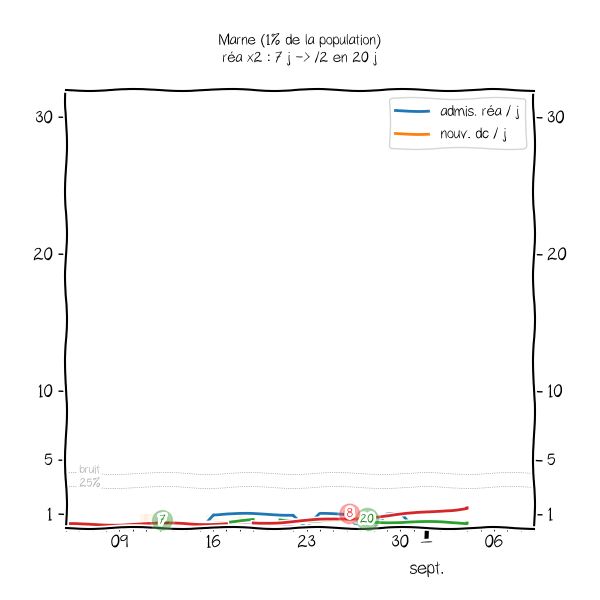 Marne (1% de la population)
réa x2 : 7 j -> /2 en 20 j
admis. réa / j
nouv. dc / j
30 30
20 20
10 10
5 5
bruit
25%
1 1
7 8 20
09 16 23 30 06
sept.